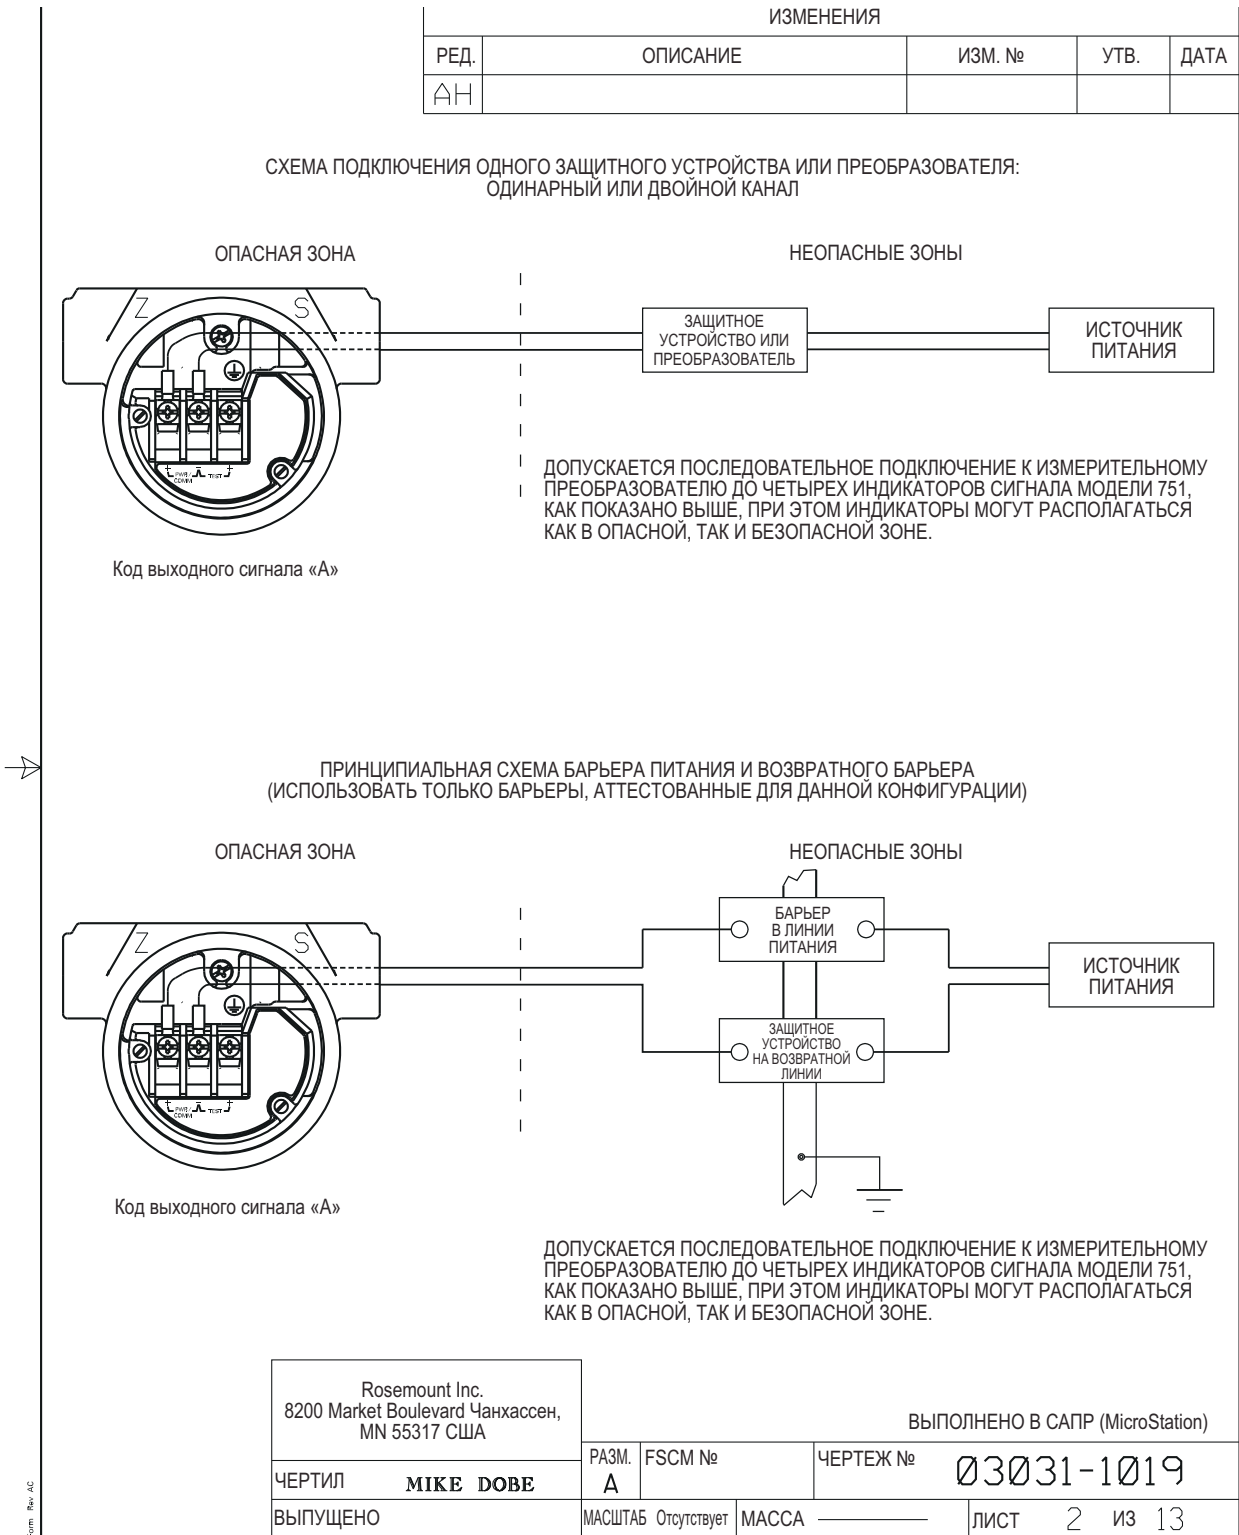 ИЗМЕНЕНИЯ
РЕД. ОПИСАНИЕ ИЗМ. № УТВ. ДАТА
AH
СХЕМА ПОДКЛЮЧЕНИЯ ОДНОГО ЗАЩИТНОГО УСТРОЙСТВА ИЛИ ПРЕОБРАЗОВАТЕЛЯ:
ОДИНАРНЫЙ ИЛИ ДВОЙНОЙ КАНАЛ
ОПАСНАЯ ЗОНА
НЕОПАСНЫЕ ЗОНЫ
Z S
ЗАЩИТНОЕ
УСТРОЙСТВО ИЛИ
ПРЕОБРАЗОВАТЕЛЬ
ИСТОЧНИК
ПИТАНИЯ
PWR/
COMM
TEST
ДОПУСКАЕТСЯ ПОСЛЕДОВАТЕЛЬНОЕ ПОДКЛЮЧЕНИЕ К ИЗМЕРИТЕЛЬНОМУ
ПРЕОБРАЗОВАТЕЛЮ ДО ЧЕТЫРЕХ ИНДИКАТОРОВ СИГНАЛА МОДЕЛИ 751,
КАК ПОКАЗАНО ВЫШЕ, ПРИ ЭТОМ ИНДИКАТОРЫ МОГУТ РАСПОЛАГАТЬСЯ
КАК В ОПАСНОЙ, ТАК И БЕЗОПАСНОЙ ЗОНЕ.
Код выходного сигнала «A»
ПРИНЦИПИАЛЬНАЯ СХЕМА БАРЬЕРА ПИТАНИЯ И ВОЗВРАТНОГО БАРЬЕРА
(ИСПОЛЬЗОВАТЬ ТОЛЬКО БАРЬЕРЫ, АТТЕСТОВАННЫЕ ДЛЯ ДАННОЙ КОНФИГУРАЦИИ)
ОПАСНАЯ ЗОНА
НЕОПАСНЫЕ ЗОНЫ
Z S
БАРЬЕР
В ЛИНИИ
ПИТАНИЯ
ИСТОЧНИК
ПИТАНИЯ
ЗАЩИТНОЕ
УСТРОЙСТВО
НА ВОЗВРАТНОЙ
ЛИНИИ
PWR/
COMM
TEST
Код выходного сигнала «A»
ДОПУСКАЕТСЯ ПОСЛЕДОВАТЕЛЬНОЕ ПОДКЛЮЧЕНИЕ К ИЗМЕРИТЕЛЬНОМУ
ПРЕОБРАЗОВАТЕЛЮ ДО ЧЕТЫРЕХ ИНДИКАТОРОВ СИГНАЛА МОДЕЛИ 751,
КАК ПОКАЗАНО ВЫШЕ, ПРИ ЭТОМ ИНДИКАТОРЫ МОГУТ РАСПОЛАГАТЬСЯ
КАК В ОПАСНОЙ, ТАК И БЕЗОПАСНОЙ ЗОНЕ.
Rosemount Inc.
8200 Market Boulevard Чанхассен,
MN 55317 США
ВЫПОЛНЕНО В САПР (MicroStation)
ЧЕРТИЛ MIKE DOBE
РАЗМ. A
FSCM №
ЧЕРТЕЖ № 03031-1019
ВЫПУЩЕНО
МАСШТАБ Отсутствует
МАССА
ЛИСТ 2 ИЗ 13
Form Rev AC